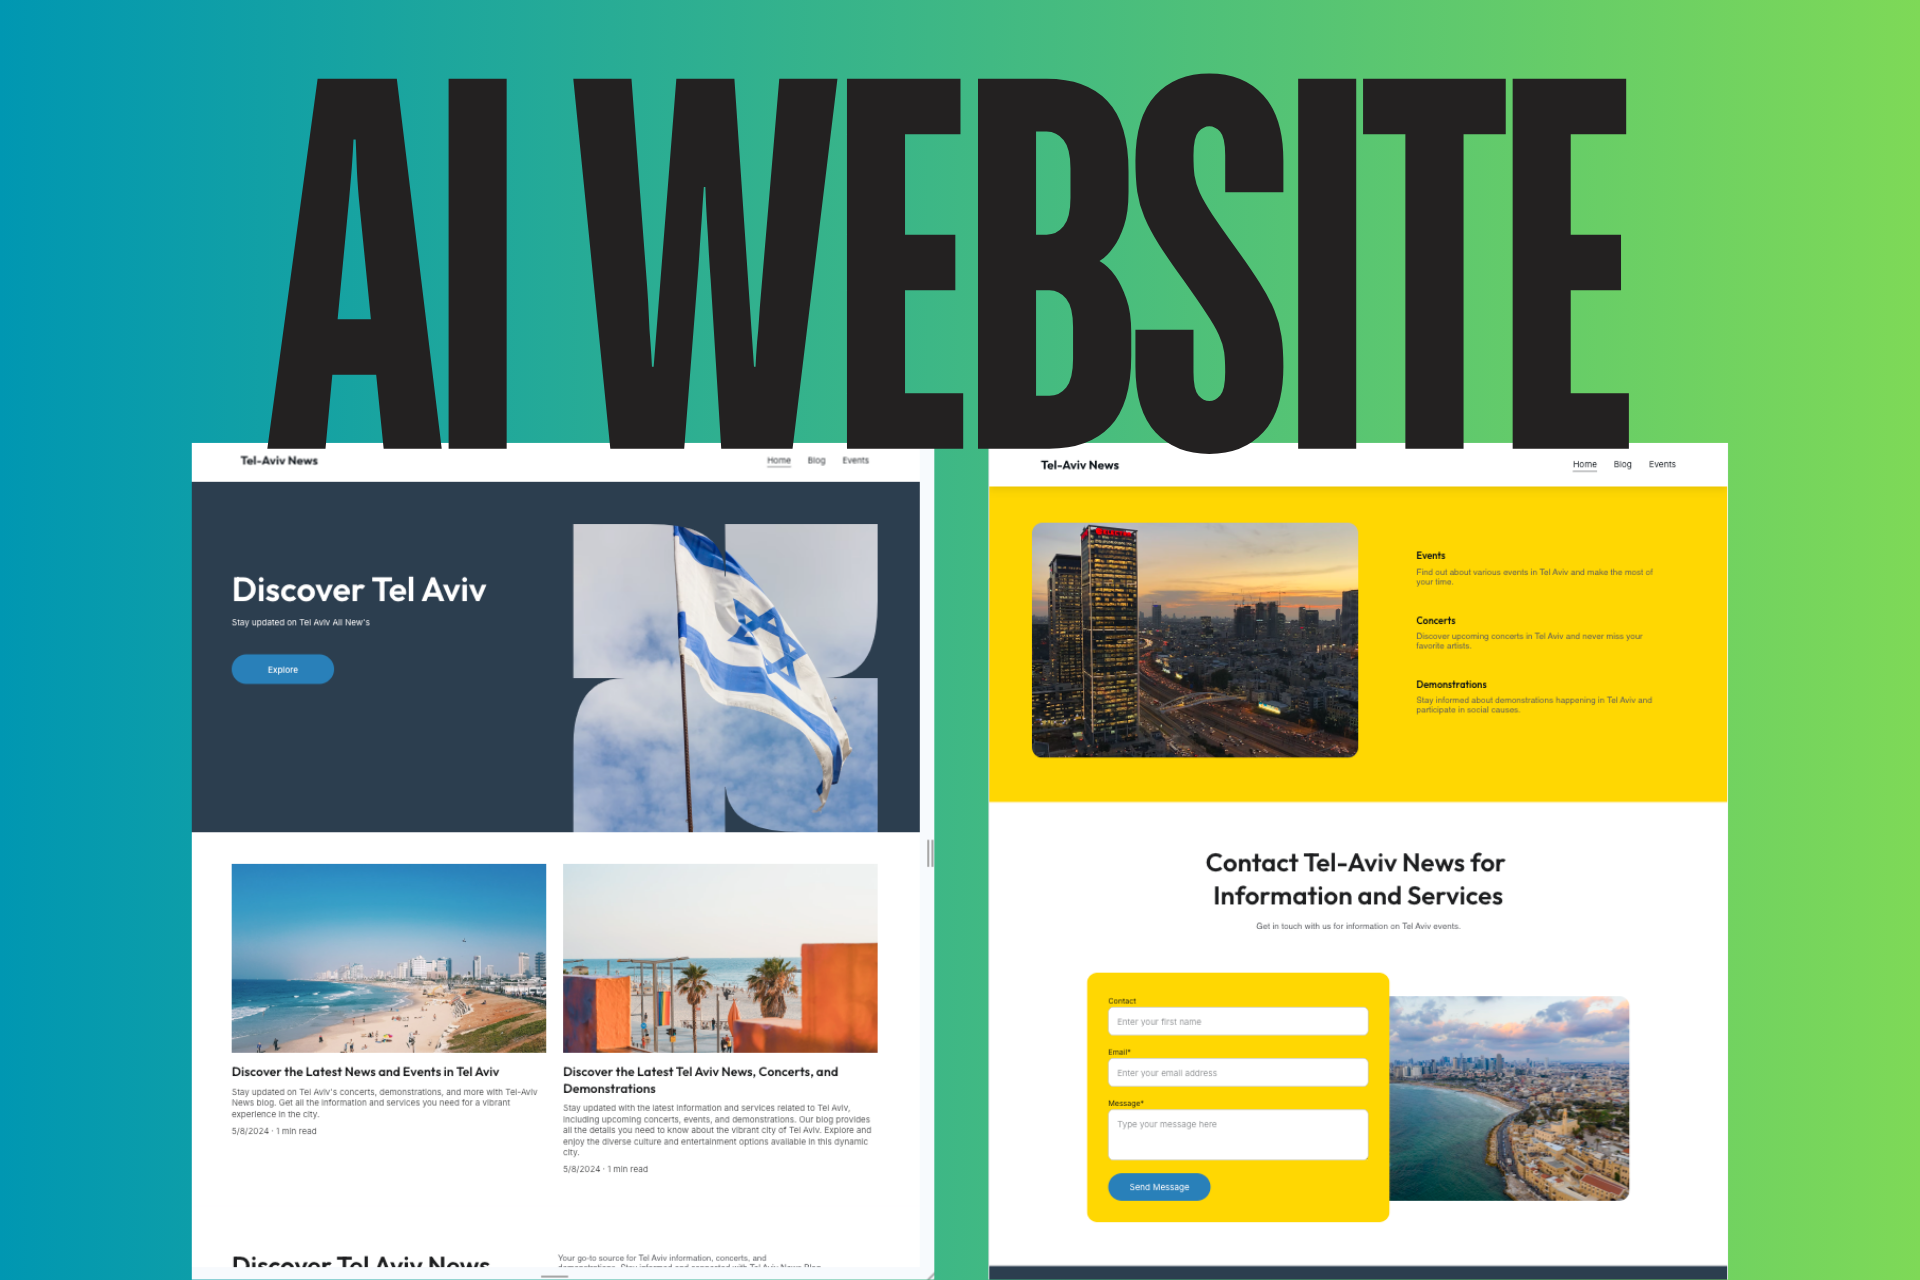 AI WEBSITE
Tel-Aviv News
Home Blog Events
Discover Tel Aviv
Stay updated on Tel Aviv All New's
Explore
Discover the Latest News and Events in Tel Aviv
Stay updated on Tel Aviv's concerts, demonstrations, and more with Tel-Aviv
News blog. Get all the information and services you need for a vibrant
experience in the city.
5/8/2024 · 1 min read
Discover the Latest Tel Aviv News, Concerts, and
Demonstrations
Stay updated with the latest information and services related to Tel Aviv,
including upcoming concerts, events, and demonstrations. Our blog provides
all the details you need to know about the vibrant city of Tel Aviv. Explore and
enjoy the diverse culture and entertainment options available in this dynamic
city.
5/8/2024 · 1 min read
Discover Tel Aviv News
Your go-to source for Tel Aviv information, concerts, and
demonstrations. Stay informed and connected with Tel Aviv News Blog
Tel-Aviv News
Home Blog Events
Events
Find out about various events in Tel Aviv and make the most of
your time.
Concerts
Discover upcoming concerts in Tel Aviv and never miss your
favorite artists.
Demonstrations
Stay informed about demonstrations happening in Tel Aviv and
participate in social causes.
Contact Tel-Aviv News for
Information and Services
Get in touch with us for information on Tel Aviv events.
Contact
Enter your first name
Email*
Enter your email address
Message*
Type your message here
Send Message